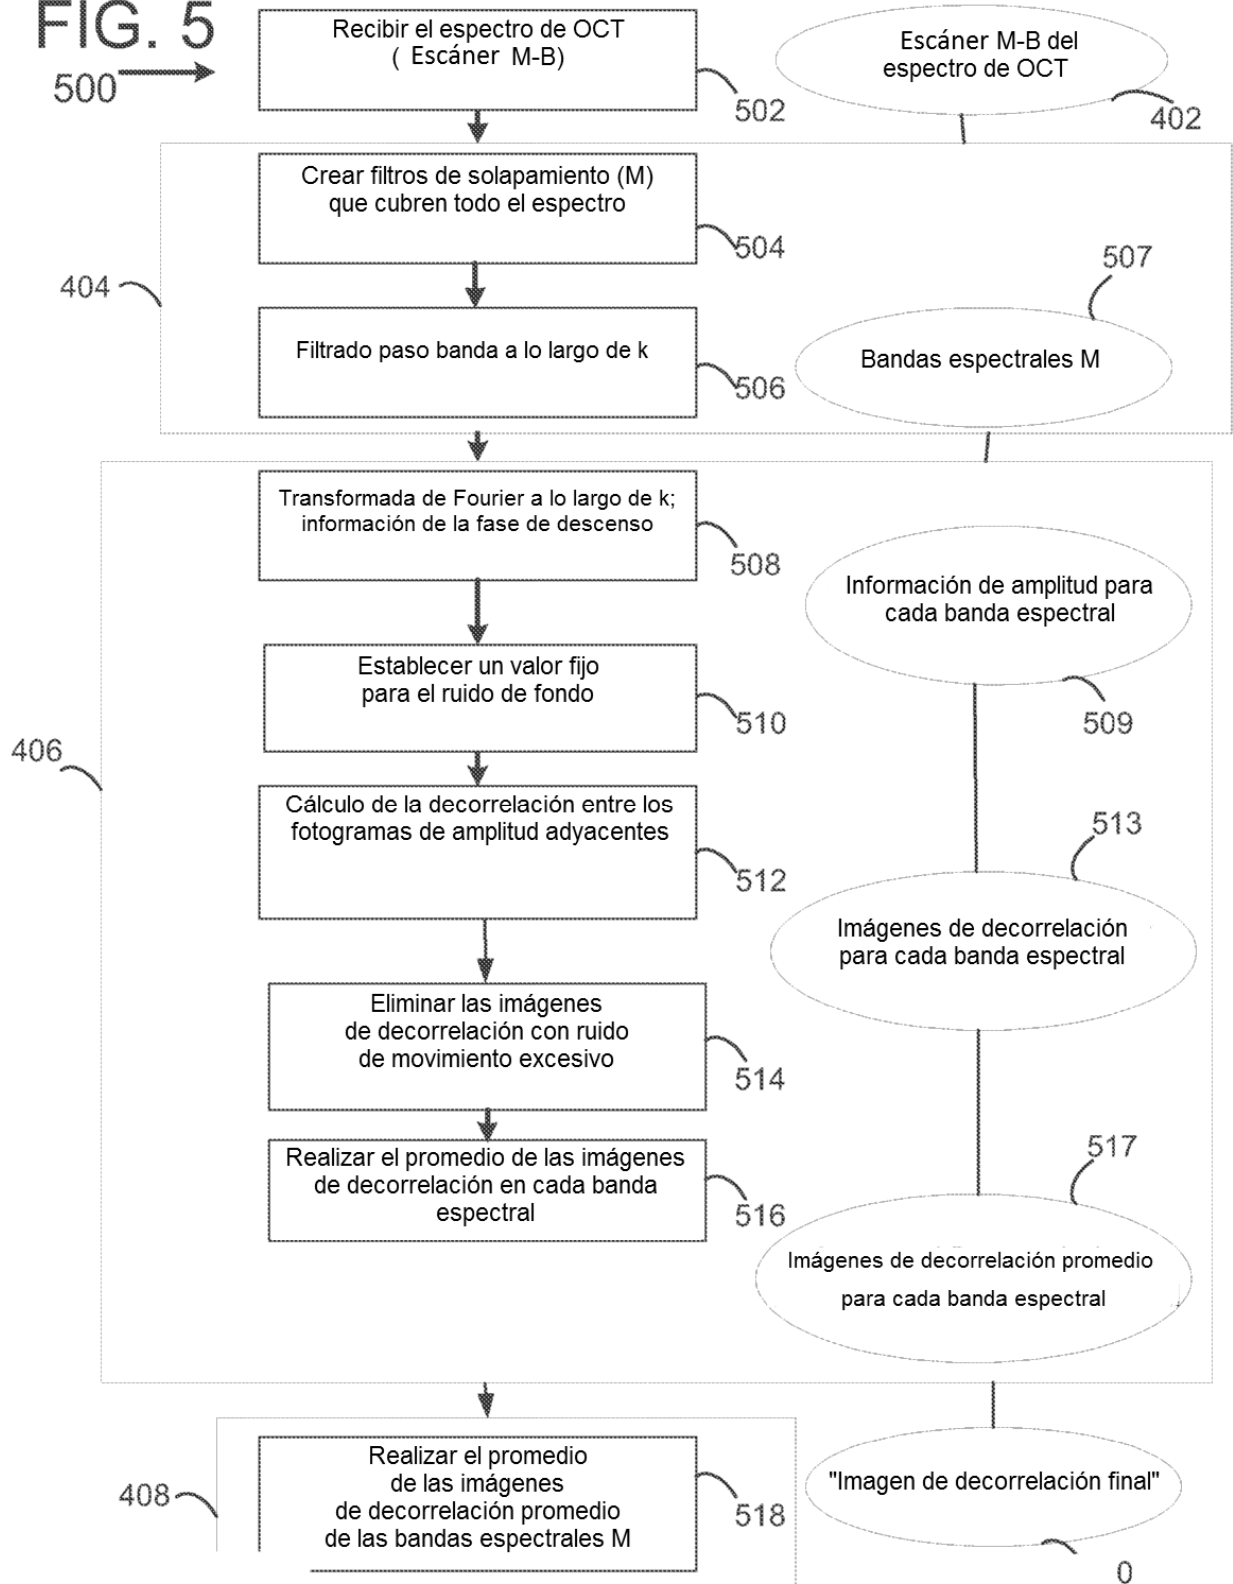 FIG. 5
500
Recibir el espectro de OCT
( Escáner M-B)
502
Escáner M-B del
espectro de OCT
402
404
Crear filtros de solapamiento (M)
que cubren todo el espectro
504
Filtrado paso banda a lo largo de k
506
507
Bandas espectrales M
406
Transformada de Fourier a lo largo de k;
información de la fase de descenso
508
Información de amplitud para
cada banda espectral
509
Establecer un valor fijo
para el ruido de fondo
510
Cálculo de la decorrelación entre los
fotogramas de amplitud adyacentes
512
513
Imágenes de decorrelación
para cada banda espectral
Eliminar las imágenes
de decorrelación con ruido
de movimiento excesivo
514
Realizar el promedio de las imágenes
de decorrelación en cada banda
espectral
516
517
Imágenes de decorrelación promedio
para cada banda espectral
408
Realizar el promedio
de las imágenes
de decorrelación promedio
de las bandas espectrales M
518
"Imagen de decorrelación final"
0